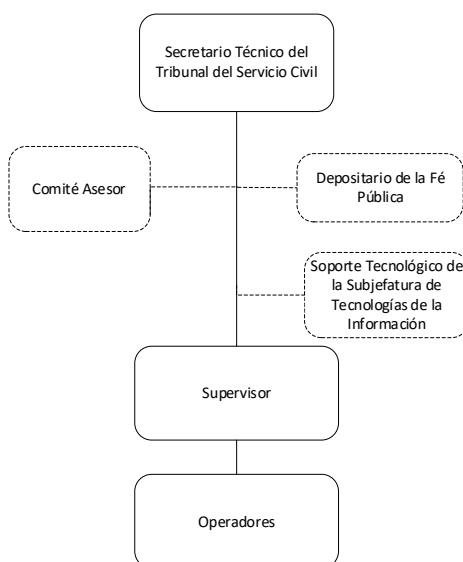 Secretario Técnico del
Tribunal del Servicio Civil
Comité Asesor
Depositario de la Fé
Pública
Soporte Tecnológico de
la Subjefatura de
Tecnologías de la
Información
Supervisor
Operadores